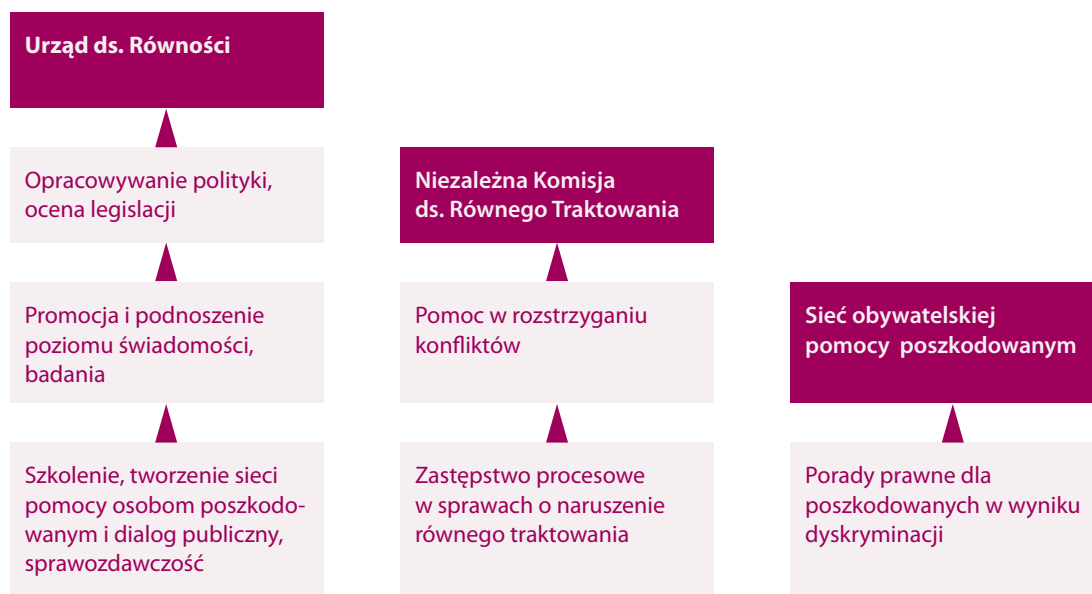 Urząd ds. Równości
Opracowywanie polityki,
ocena legislacji
Promocja i podnoszenie
poziomu świadomości,
badania
Szkolenie, tworzenie sieci
pomocy osobom poszkodo-
wanym i dialog publiczny,
sprawozdawczość
Niezależna Komisja
ds. Równego Traktowania
Pomoc w rozstrzyganiu
konfliktów
Zastępstwo procesowe
w sprawach o naruszenie
równego traktowania
Sieć obywatelskiej
pomocy poszkodowanym
Porady prawne dla
poszkodowanych w wyniku
dyskryminacji